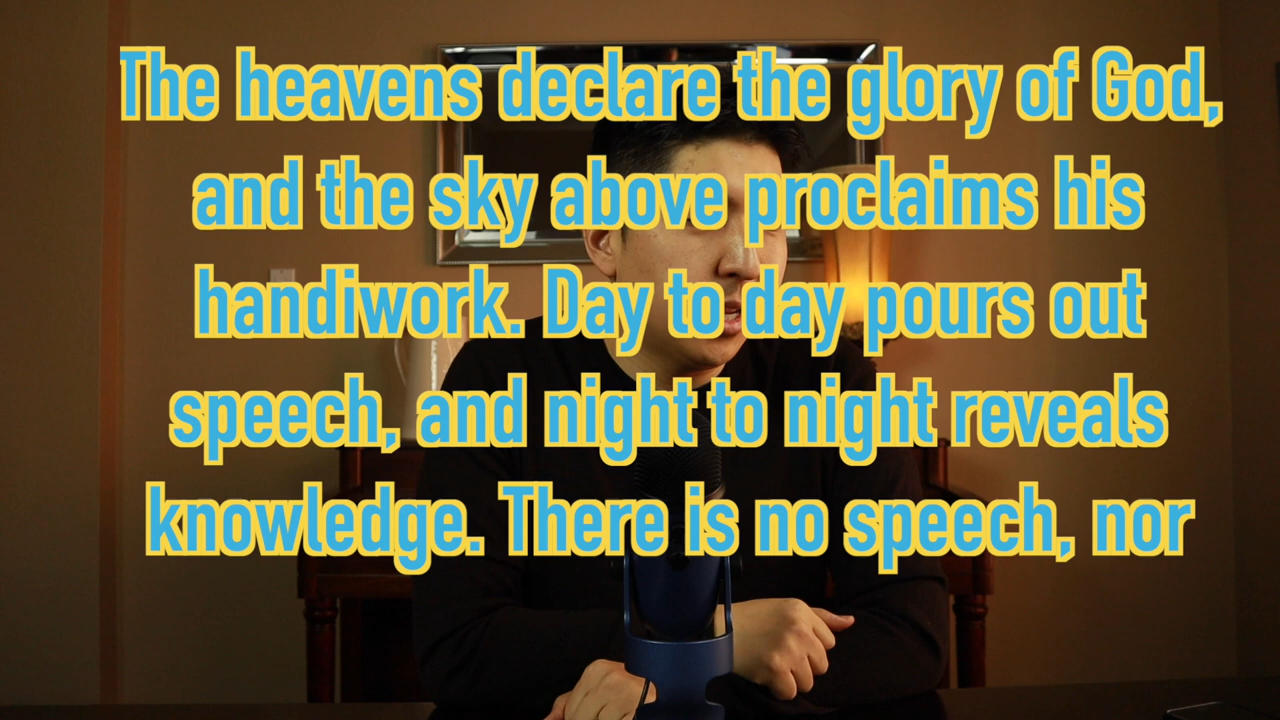 The heavens declare the glory of God,
and the sky above proclaims his
handiwork. Day to day pours out
speech, and night to night reveals
knowledge. There is no speech, nor